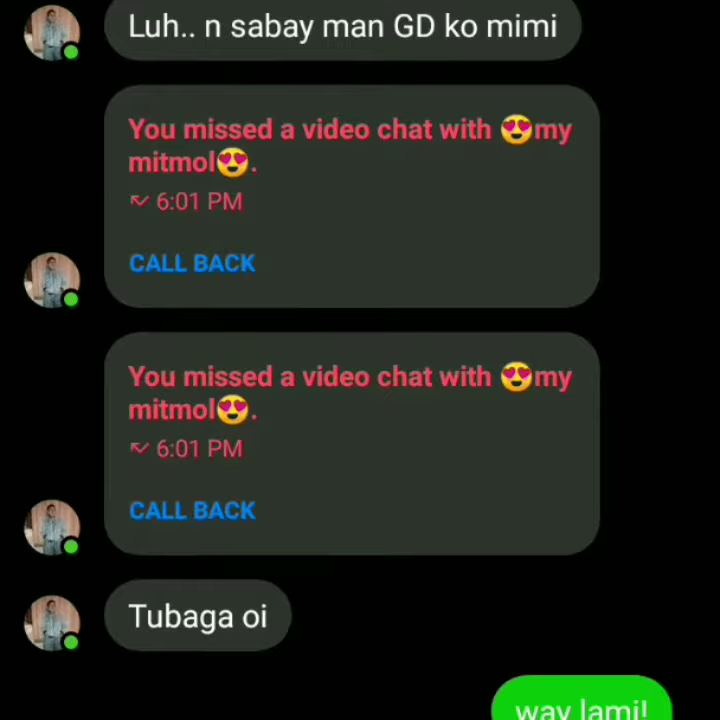 Luh.. n sabay man GD ko mimi
You missed a video chat with 😍my
mitmol😍.
6:01 PM
CALL BACK
You missed a video chat with 😍my
mitmol😍.
6:01 PM
CALL BACK
Tubaga oi
way lami!